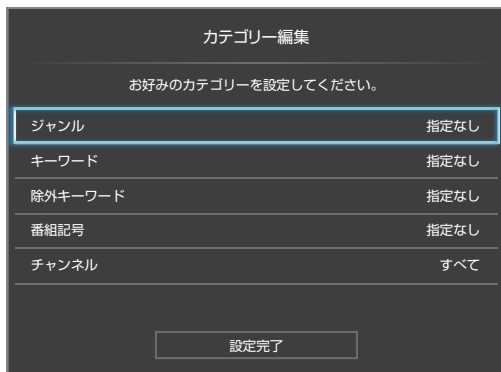 カテゴリー編集
お好みのカテゴリーを設定してください。
ジャンル 指定なし
キーワード 指定なし
除外キーワード 指定なし
番組記号 指定なし
チャンネル すべて
設定完了